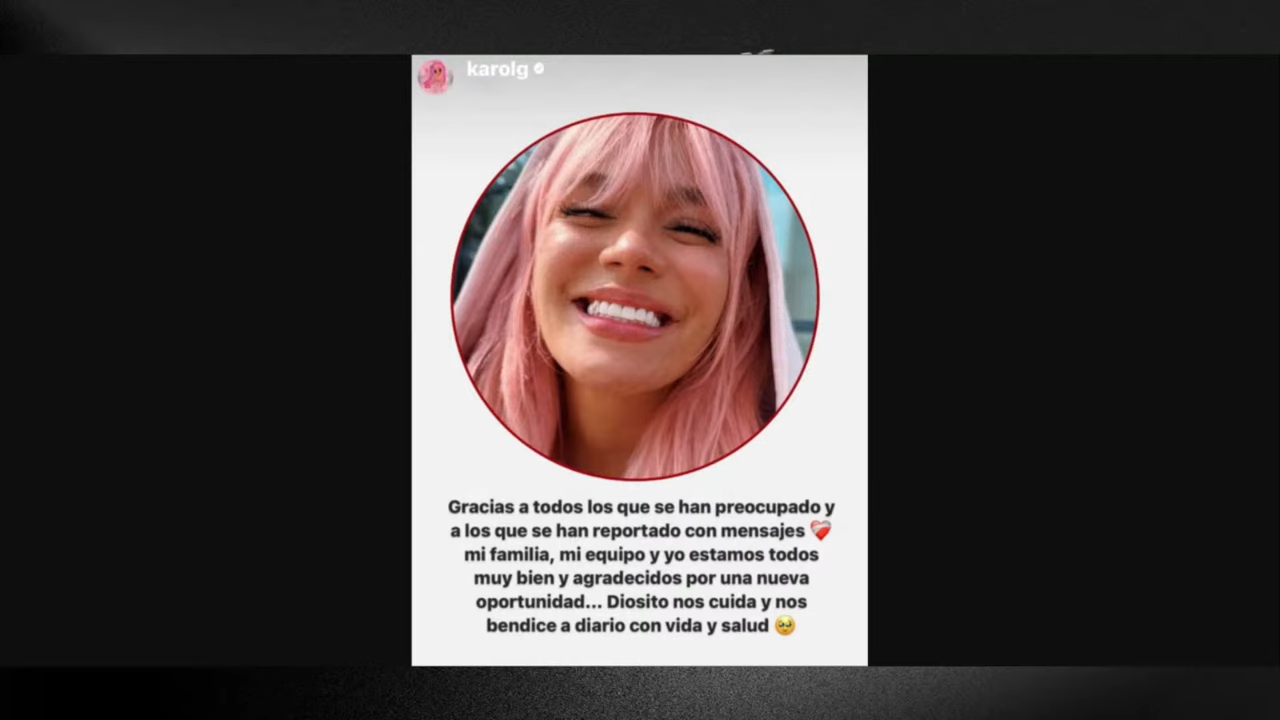 karolg
Gracias a todos los que se han preocupado y
a los que se han reportado con mensajes ❤️‍🩹
mi familia, mi equipo y yo estamos todos
muy bien y agradecidos por una nueva
oportunidad... Diosito nos cuida y nos
bendice a diario con vida y salud 🥹